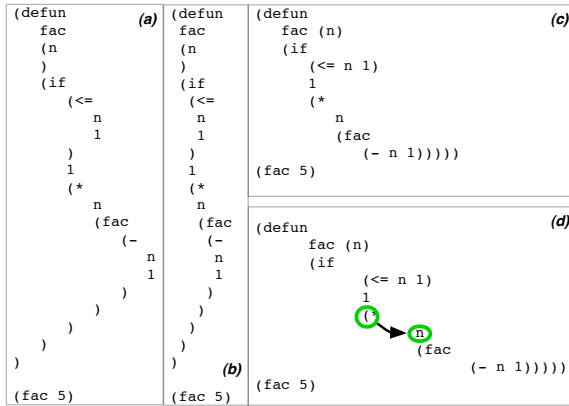 (a)
(defun
fac
(n
)
(if
(<=
n
1
)
1
(*
n
(fac
(-
n
1
)
)
)
)
)
(fac 5)
(defun
fac
(n
)
(if
(<=
n
1
)
1
(*
n
(fac
(-
n
1
)
)
)
)
)
(b)
(fac 5)
(c)
(defun
fac (n)
(if
(<= n 1)
1
(*
n
(fac
(- n 1)))))
(fac 5)
(d)
(defun
fac (n)
(if
(<= n 1)
1
(*
n
(fac
(- n 1)))))
(fac 5)